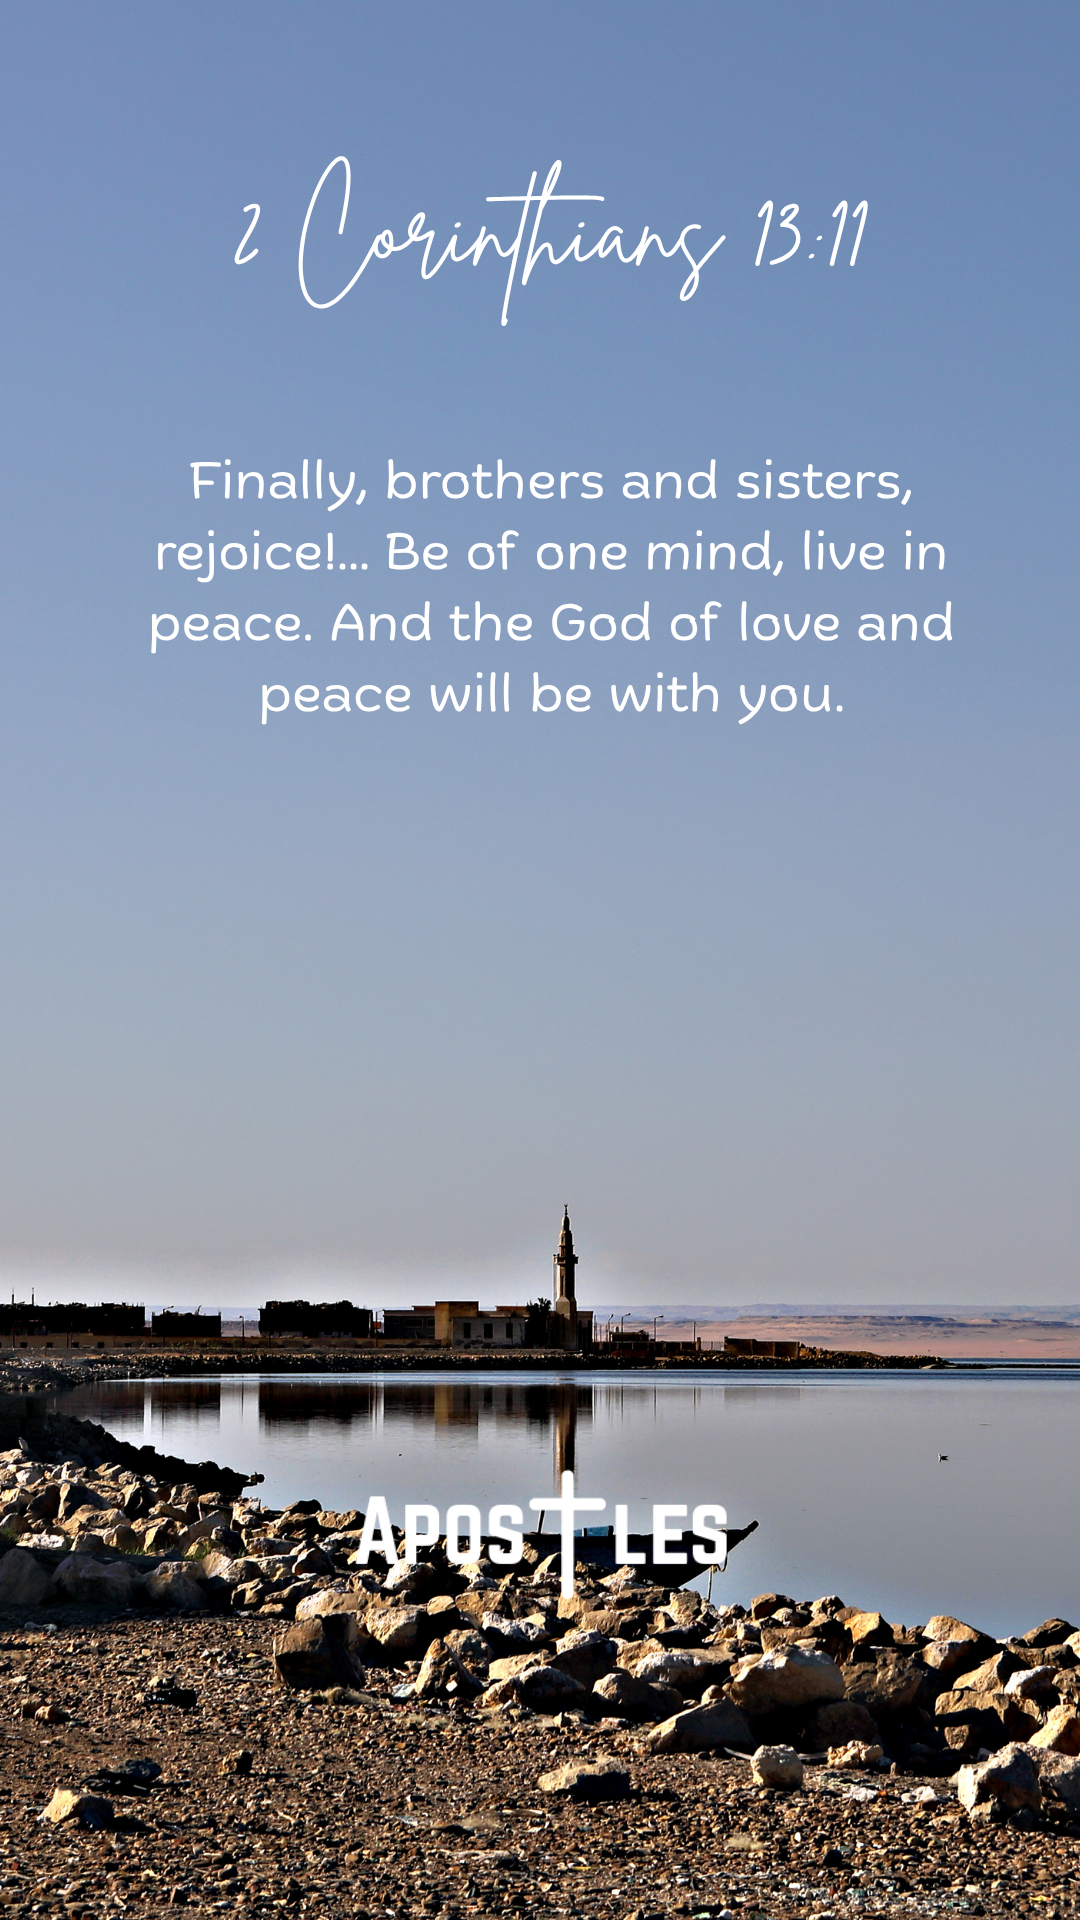 2 Corinthians 13:11
Finally, brothers and sisters,
rejoice!... Be of one mind, live in
peace. And the God of love and
peace will be with you.
APOSTLES